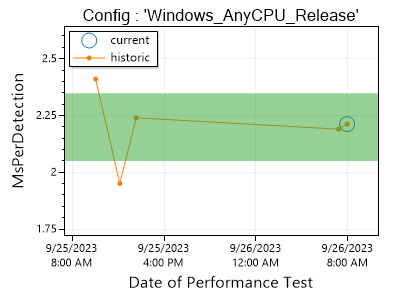 Config : 'Windows_AnyCPU_Release'
current
historic
2.5
2.25
2
1.75
MsPerDetection
9/25/2023 9/25/2023 9/26/2023 9/26/2023
8:00 AM 4:00 PM 12:00 AM 8:00 AM
Date of Performance Test